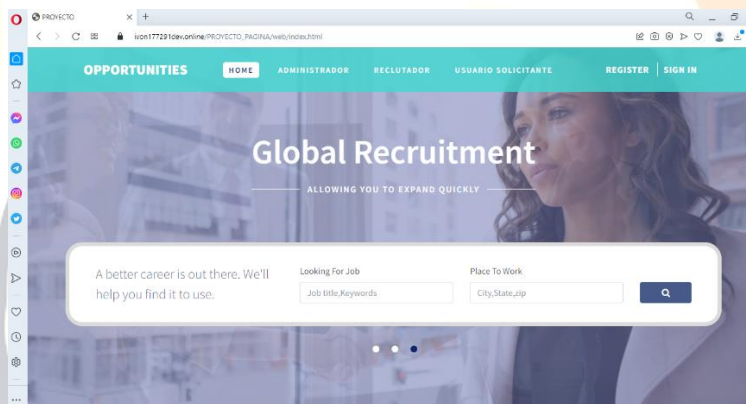 PROYECTO
ivon177291dev.online/PROYECTO_PAGINA/web/index.html
OPPORTUNITIES HOME ADMINISTRADOR RECLUTADOR USUARIO SOLICITANTE REGISTER SIGN IN
Global Recruitment
ALLOWING YOU TO EXPAND QUICKLY
A better career is out there. We'll
help you find it to use.
Looking For Job
Job title,Keywords
Place To Work
City,State,zip